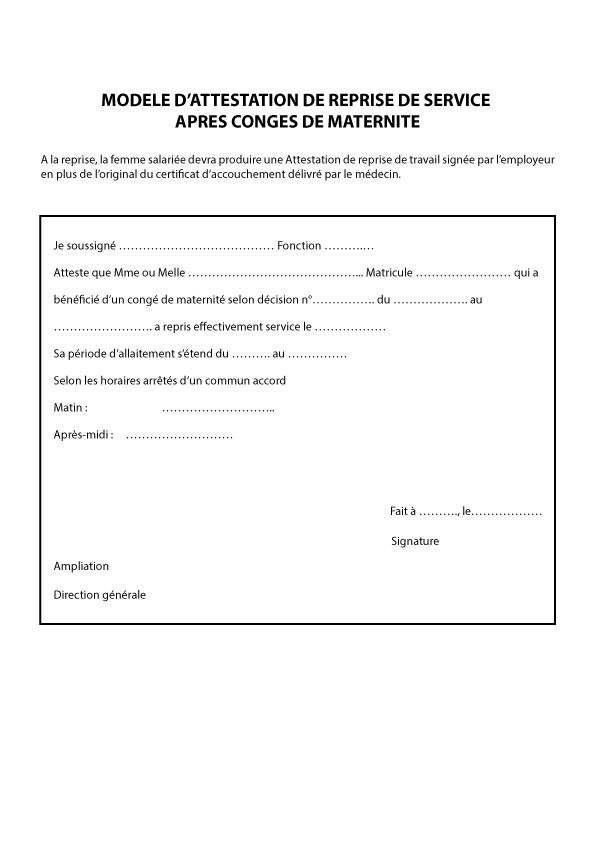 MODELE D’ATTESTATION DE REPRISE DE SERVICE
APRES CONGES DE MATERNITE
A la reprise, la femme salariée devra produire une Attestation de reprise de travail signée par l’employeur
en plus de l’original du certificat d’accouchement délivré par le médecin.
Je soussigné ………………………………… Fonction ……….…
Atteste que Mme ou Melle …………………………………….... Matricule …………………… qui a
bénéficié d’un congé de maternité selon décision n°……………. du ………………. au
……………………. a repris effectivement service le ………………
Sa période d’allaitement s’étend du ………. au ……………
Selon les horaires arrêtés d’un commun accord
Matin : ………………………..
Après-midi : ………………………
Fait à ………., le………………
Signature
Ampliation
Direction générale